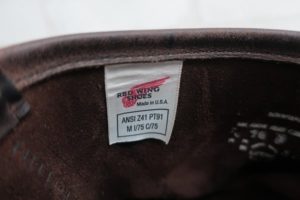 RED WING
SHOES
Made in U.S.A.
ANSI Z41 PT91
M I/75 C/75